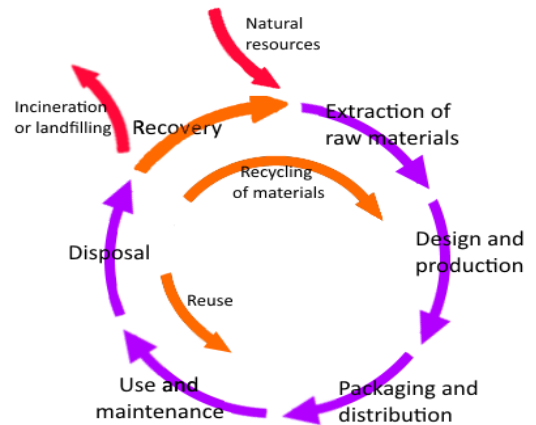 Natural
resources
Extraction of
raw materials
Incineration
or landfilling
Recovery
Recycling
of materials
Design and
production
Disposal
Reuse
Use and
maintenance
Packaging and
distribution